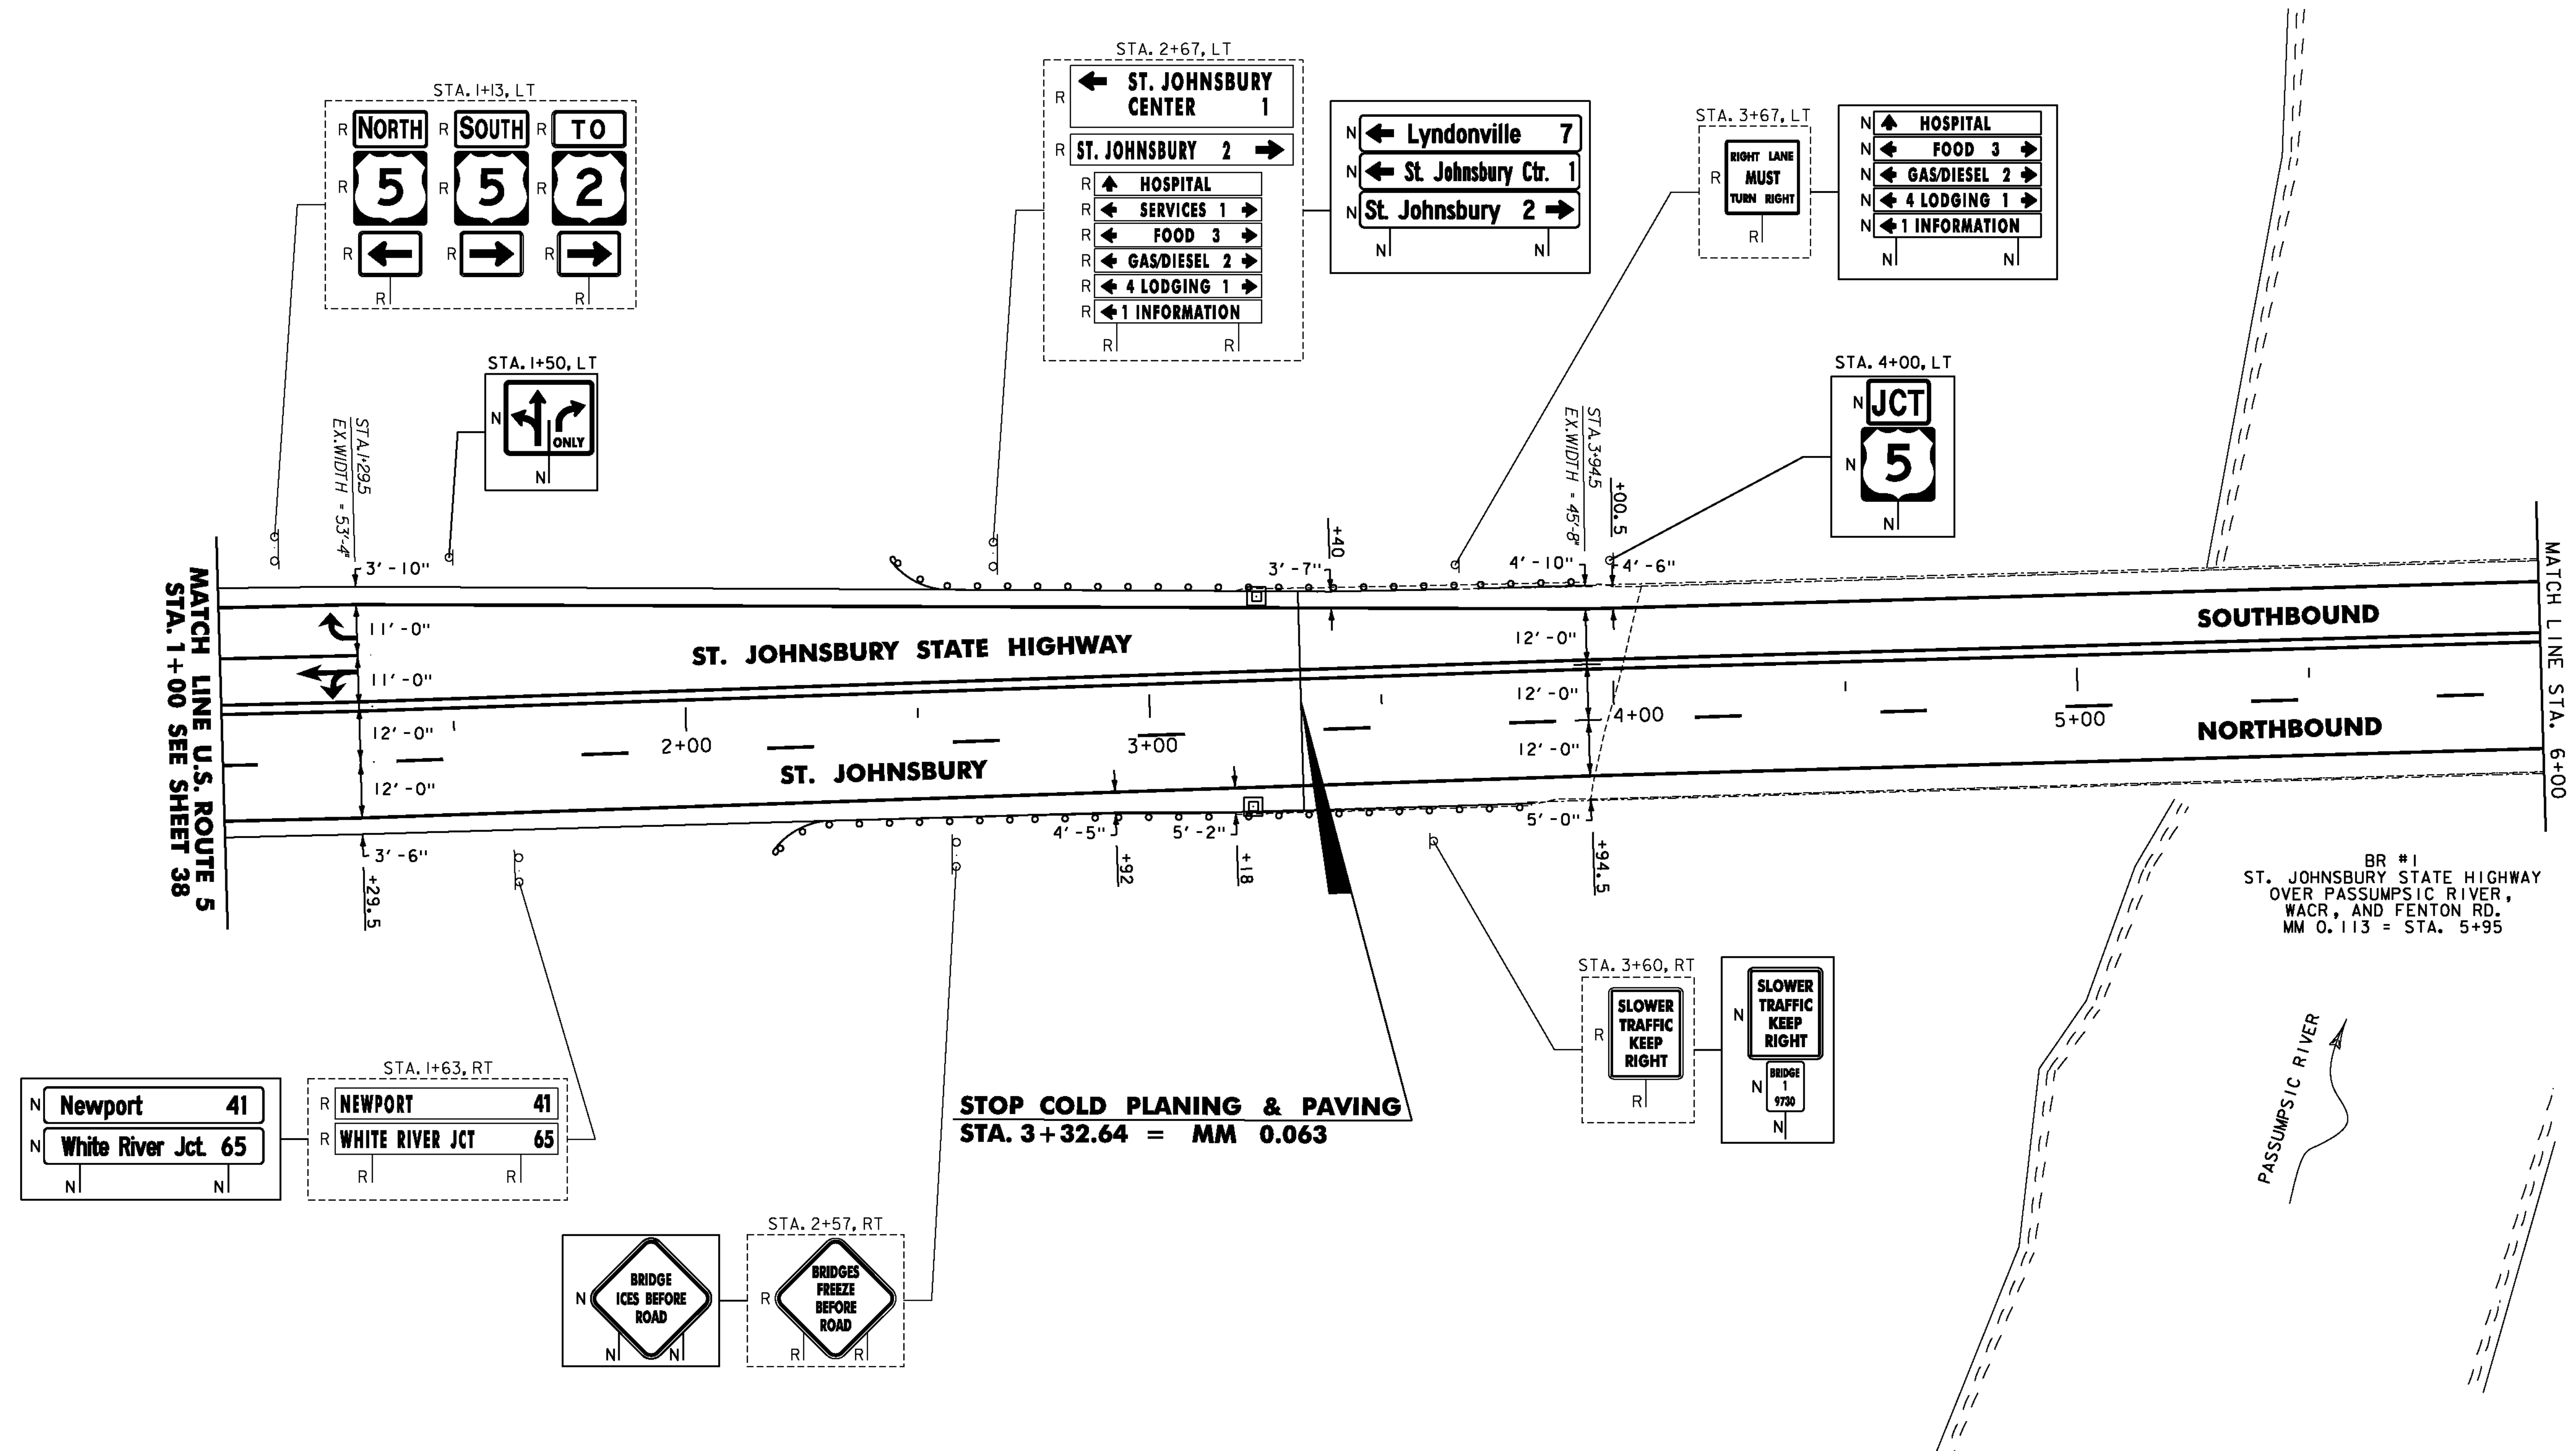 STA. 1+13, LT
R NORTH R SOUTH R TO
R 5 R 5 R 2
R R R
R R
STA. 1+50, LT
N
ONLY
N
STA. 2+67, LT
R ST. JOHNSBURY
CENTER 1
R ST. JOHNSBURY 2
R HOSPITAL
R SERVICES 1
R FOOD 3
R GAS/DIESEL 2
R 4 LODGING 1
R 1 INFORMATION
R R
N Lyndonville 7
N St. Johnsbury Ctr. 1
N St. Johnsbury 2
N N
STA. 3+67, LT
RIGHT LANE
R MUST
TURN RIGHT
R
N HOSPITAL
N FOOD 3
N GAS/DIESEL 2
N 4 LODGING 1
N 1 INFORMATION
N N
STA. 4+00, LT
N JCT
N 5
N
STA.1+29.5
EX.WIDTH = 53'-4"
STA.3+94.5
EX.WIDTH = 45'-8"
+00.5
+40
3'-10"
3'-7"
4'-10"
4'-6"
11'-0"
11'-0"
12'-0"
12'-0"
3'-6"
+29.5
12'-0"
12'-0"
12'-0"
5'-0"
+94.5
ST. JOHNSBURY STATE HIGHWAY
SOUTHBOUND
2+00
3+00
4+00
5+00
NORTHBOUND
ST. JOHNSBURY
4'-5"
+92
5'-2"
+18
MATCH LINE U.S. ROUTE 5
STA. 1+00 SEE SHEET 38
MATCH LINE STA. 6+00
BR #1
ST. JOHNSBURY STATE HIGHWAY
OVER PASSUMPSIC RIVER,
WACR, AND FENTON RD.
MM 0.113 = STA. 5+95
PASSUMPSIC RIVER
STA. 3+60, RT
SLOWER
TRAFFIC
R KEEP
RIGHT
R
SLOWER
N TRAFFIC
KEEP
RIGHT
BRIDGE
N 1
9730
N
STOP COLD PLANING & PAVING
STA. 3+32.64 = MM 0.063
N Newport 41
N White River Jct. 65
N N
STA. 1+63, RT
R NEWPORT 41
R WHITE RIVER JCT 65
R R
BRIDGE
N ICES BEFORE
ROAD
N N
STA. 2+57, RT
BRIDGES
FREEZE
R BEFORE
ROAD
R R